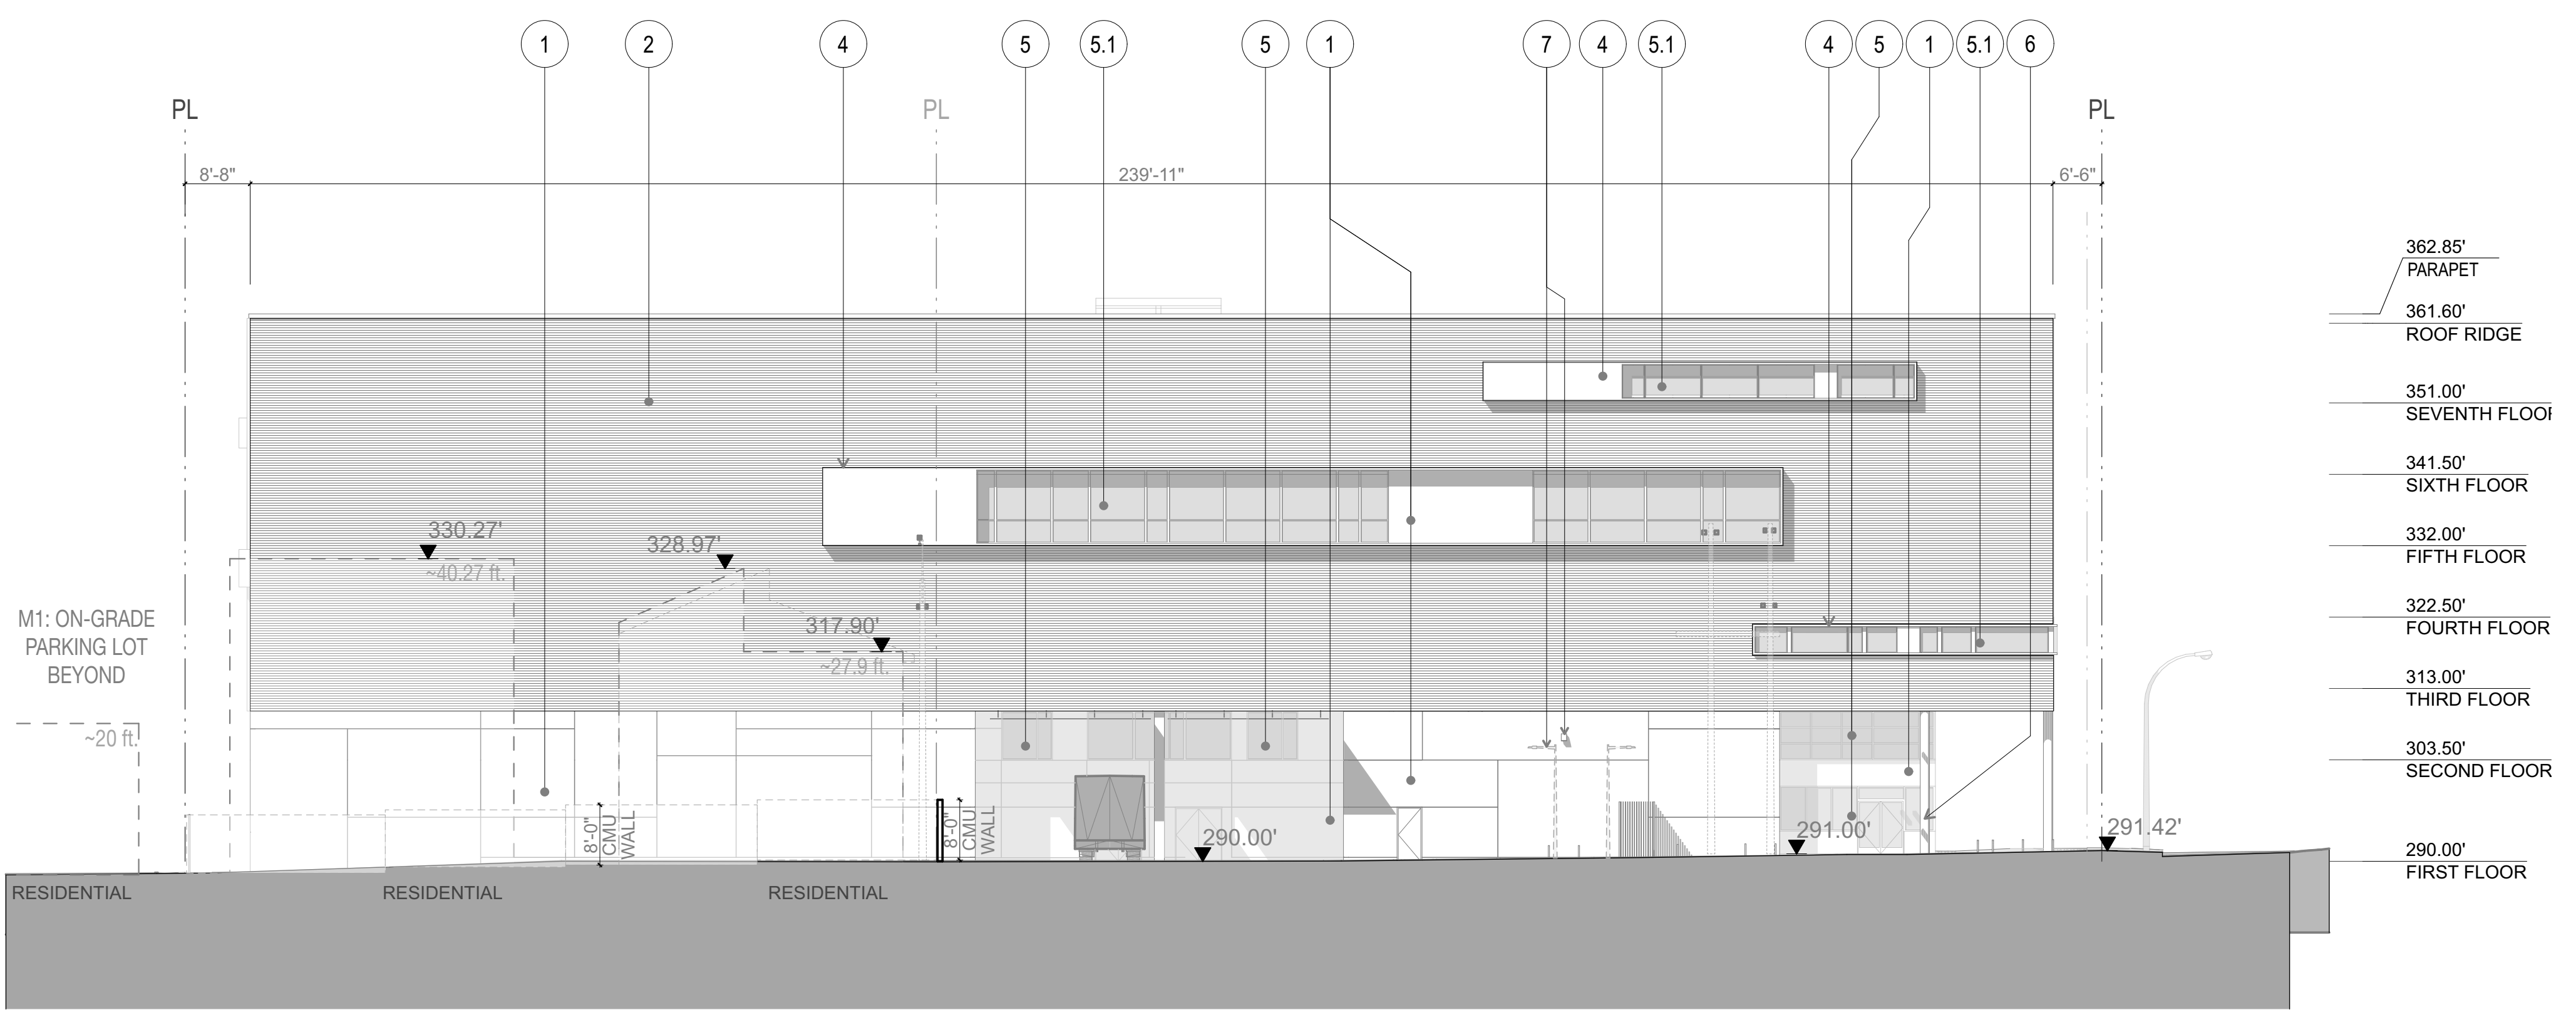 1 2 4 5 5.1 5 1 7 4 5.1 4 5 1 5.1 6
PL PL PL
8'-8" 239'-11" 6'-6"
362.85'
PARAPET
361.60'
ROOF RIDGE
351.00'
SEVENTH FLOOR
341.50'
SIXTH FLOOR
330.27'
~40.27 ft.
328.97'
332.00'
FIFTH FLOOR
317.90'
~27.9 ft.
322.50'
FOURTH FLOOR
M1: ON-GRADE
PARKING LOT
BEYOND
313.00'
THIRD FLOOR
~20 ft.
303.50'
SECOND FLOOR
8'-0"
CMU
WALL
8'-0"
CMU
WALL
290.00'
291.00'
291.42'
290.00'
FIRST FLOOR
RESIDENTIAL RESIDENTIAL RESIDENTIAL